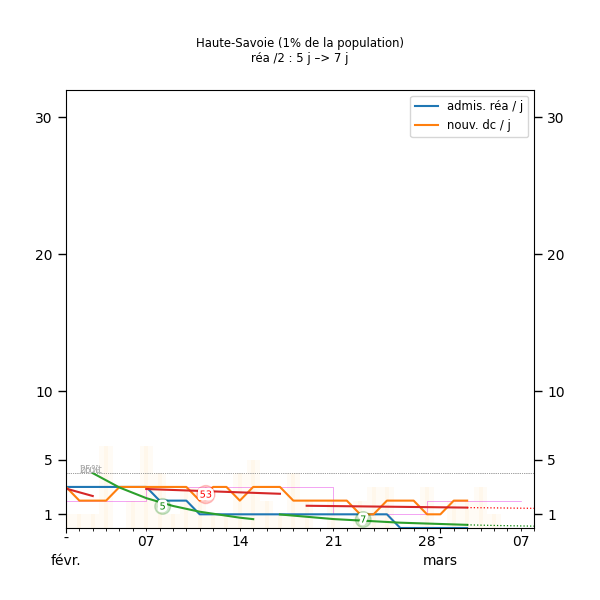 Haute-Savoie (1% de la population)
réa /2 : 5 j –> 7 j
admis. réa / j
nouv. dc / j
30 30
20 20
10 10
5 5
53
5
7
1 1
- 07 14 21 28 - 07
févr. mars